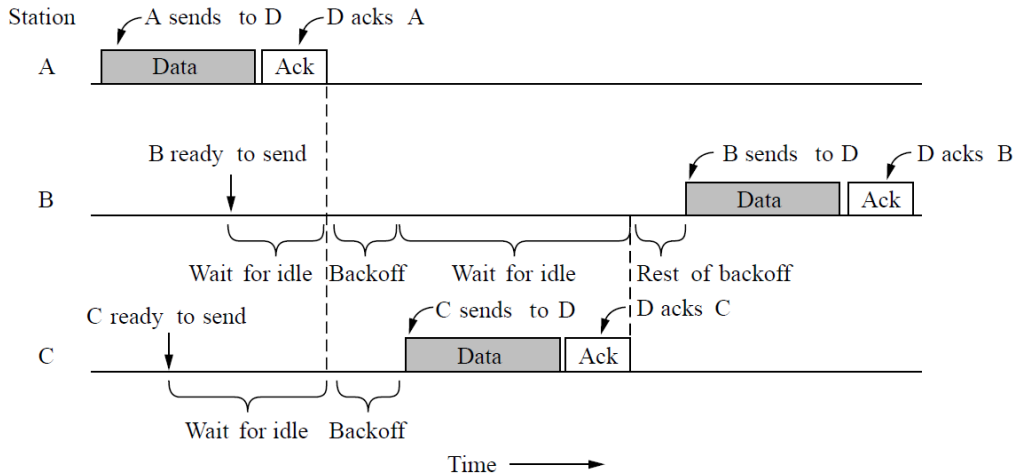 Station
A sends to D
D acks A
A
Data
Ack
B ready to send
B sends to D
D acks B
B
Data
Ack
Wait for idle
Backoff
Wait for idle
Rest of backoff
C ready to send
C sends to D
D acks C
C
Data
Ack
Wait for idle
Backoff
Time